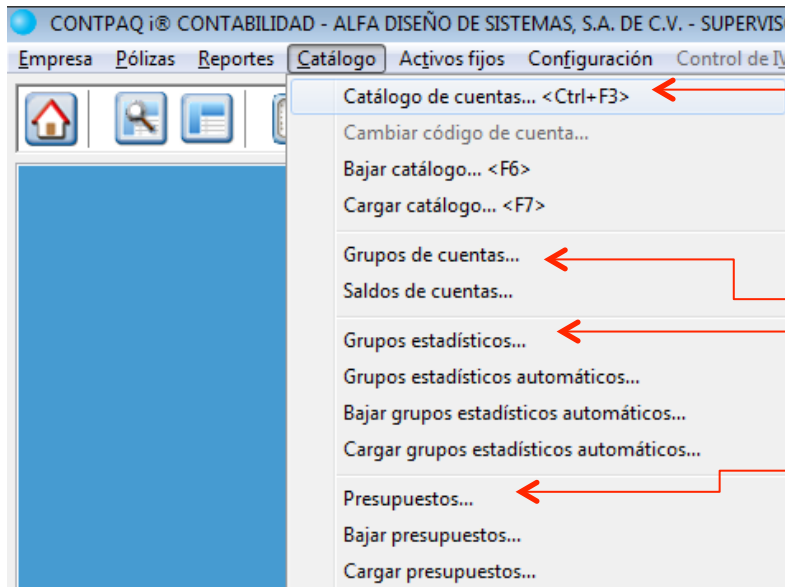 CONTPAQ i® CONTABILIDAD - ALFA DISEÑO DE SISTEMAS, S.A. DE C.V. - SUPERVIS
Empresa Pólizas Reportes Catálogo Activos fijos Configuración Control de IV
Catálogo de cuentas... <Ctrl+F3>
Cambiar código de cuenta...
Bajar catálogo... <F6>
Cargar catálogo... <F7>
Grupos de cuentas...
Saldos de cuentas...
Grupos estadísticos...
Grupos estadísticos automáticos...
Bajar grupos estadísticos automáticos...
Cargar grupos estadísticos automáticos...
Presupuestos...
Bajar presupuestos...
Cargar presupuestos...